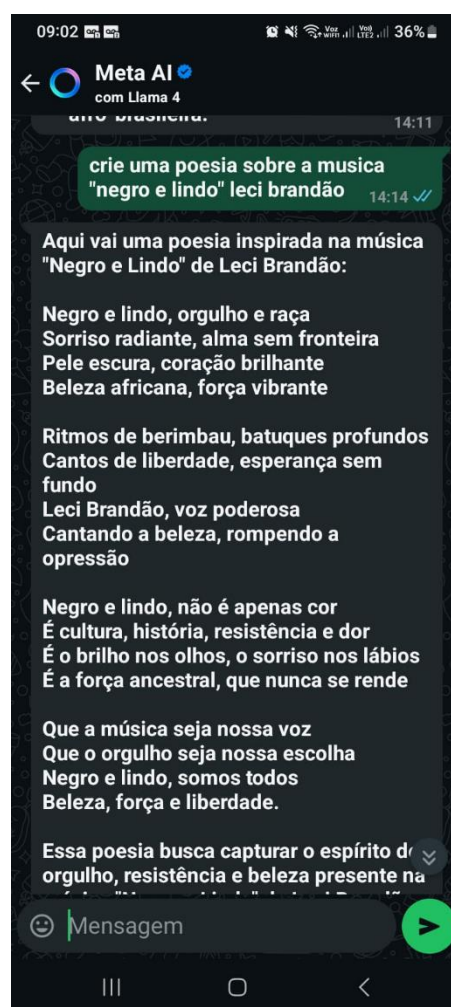 09:02 36%
Meta AI
com Llama 4
afro brasileira.
14:11
crie uma poesia sobre a musica
"negro e lindo" leci brandão 14:14
Aqui vai uma poesia inspirada na música
"Negro e Lindo" de Leci Brandão:
Negro e lindo, orgulho e raça
Sorriso radiante, alma sem fronteira
Pele escura, coração brilhante
Beleza africana, força vibrante
Ritmos de berimbau, batuques profundos
Cantos de liberdade, esperança sem
fundo
Leci Brandão, voz poderosa
Cantando a beleza, rompendo a
opressão
Negro e lindo, não é apenas cor
É cultura, história, resistência e dor
É o brilho nos olhos, o sorriso nos lábios
É a força ancestral, que nunca se rende
Que a música seja nossa voz
Que o orgulho seja nossa escolha
Negro e lindo, somos todos
Beleza, força e liberdade.
Essa poesia busca capturar o espírito
orgulho, resistência e beleza presente na
Mensagem